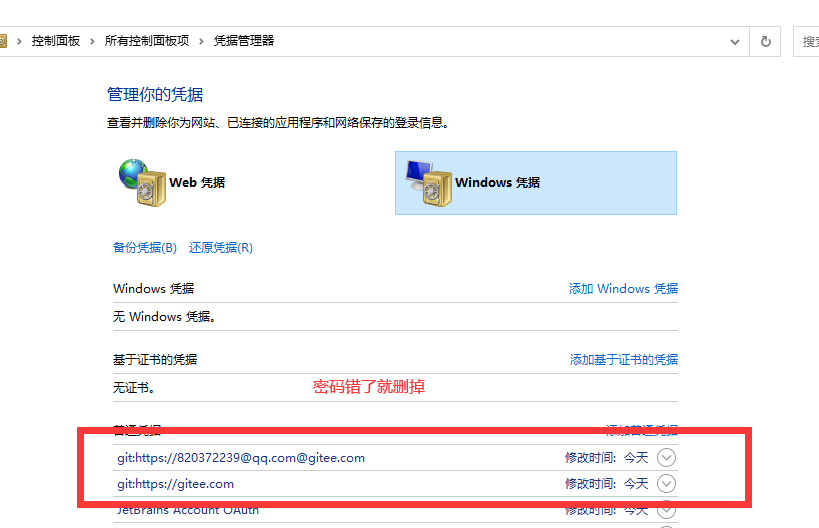 控制面板 › 所有控制面板项 › 凭据管理器
搜索
管理你的凭据
查看并删除你为网站、已连接的应用程序和网络保存的登录信息。
Web 凭据
Windows 凭据
备份凭据(B) 还原凭据(R)
Windows 凭据 添加 Windows 凭据
无 Windows 凭据。
基于证书的凭据 添加基于证书的凭据
无证书。
密码错了就删掉
普通凭据 添加普通凭据
git:https://820372239@qq.com@gitee.com 修改时间: 今天
git:https://gitee.com 修改时间: 今天
JetBrains Account OAuth 修改时间: 今天